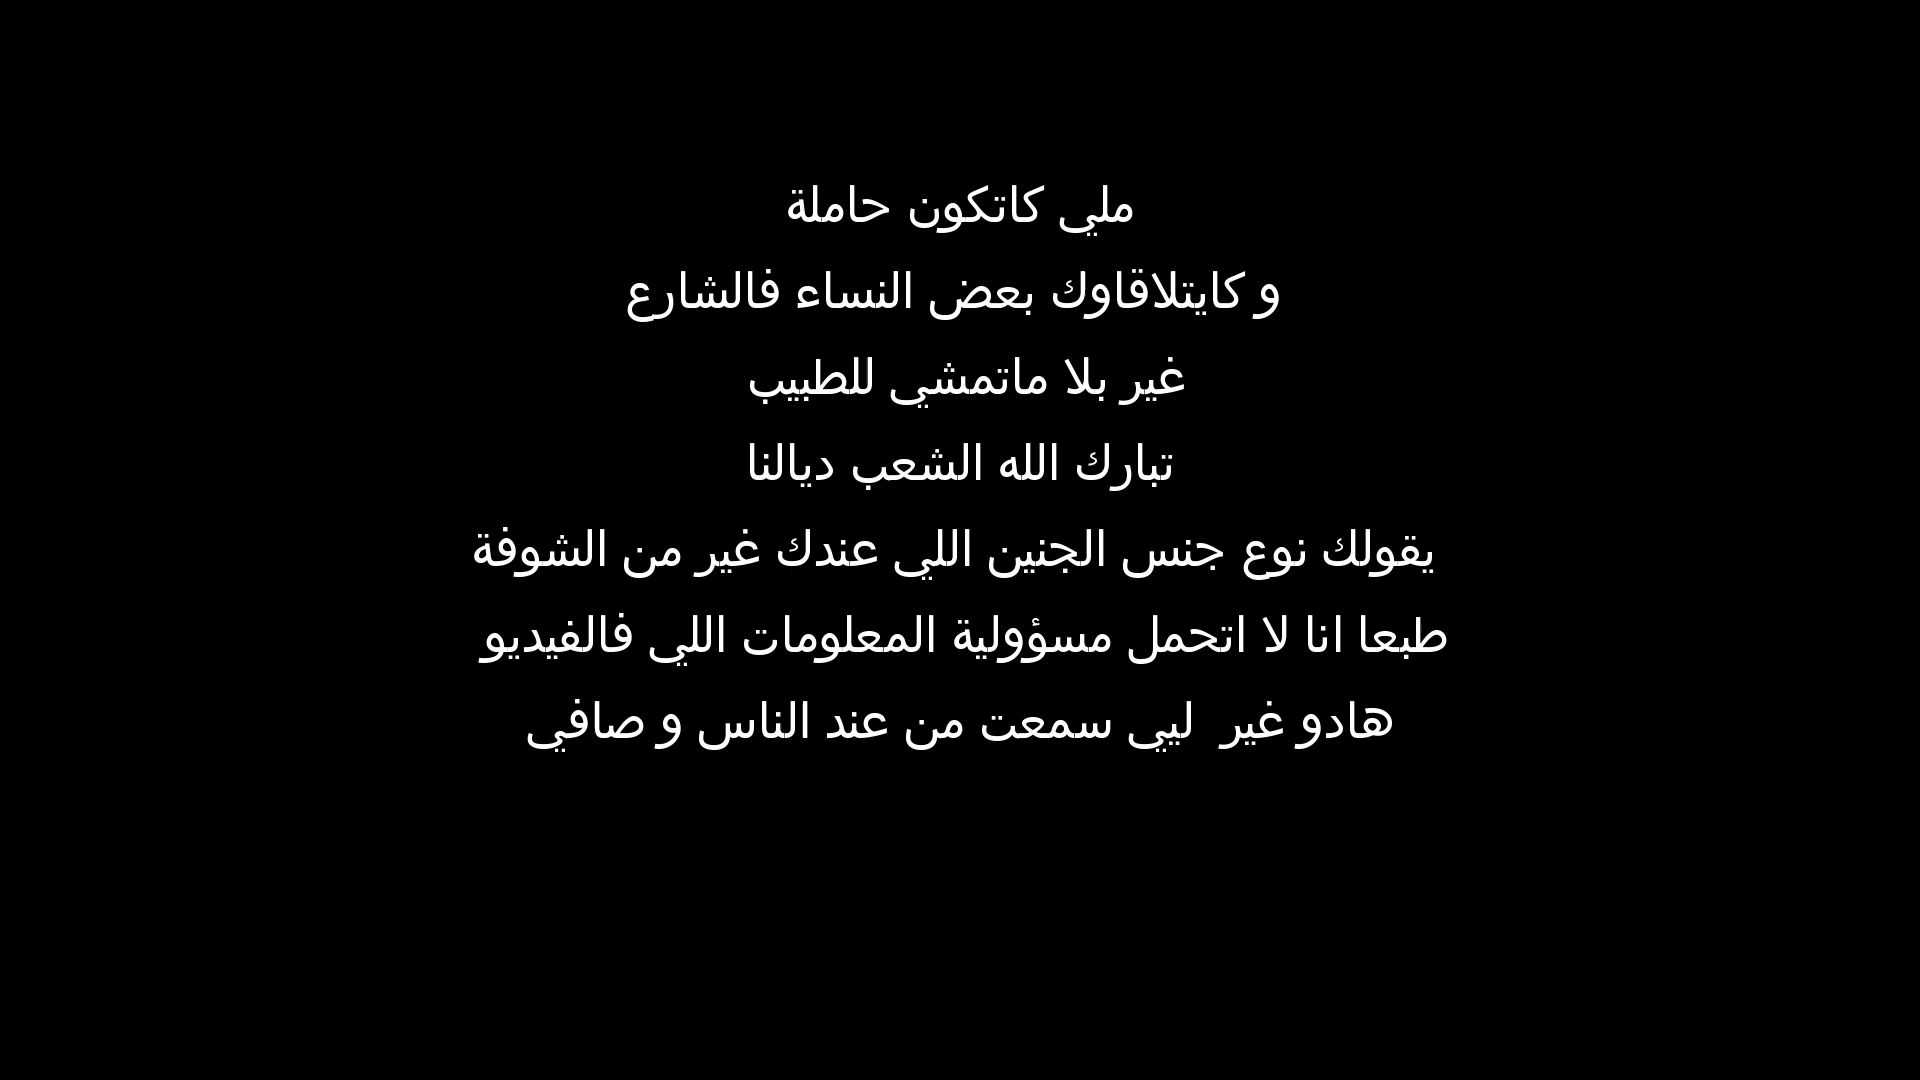 ملي كاتكون حاملة
و كايتلاقاوك بعض النساء فالشارع
غير بلا ماتمشي للطبيب
تبارك الله الشعب ديالنا
يقولك نوع جنس الجنين اللي عندك غير من الشوفة
طبعا انا لا اتحمل مسؤولية المعلومات اللي فالفيديو
هادو غير  ليي سمعت من عند الناس و صافي